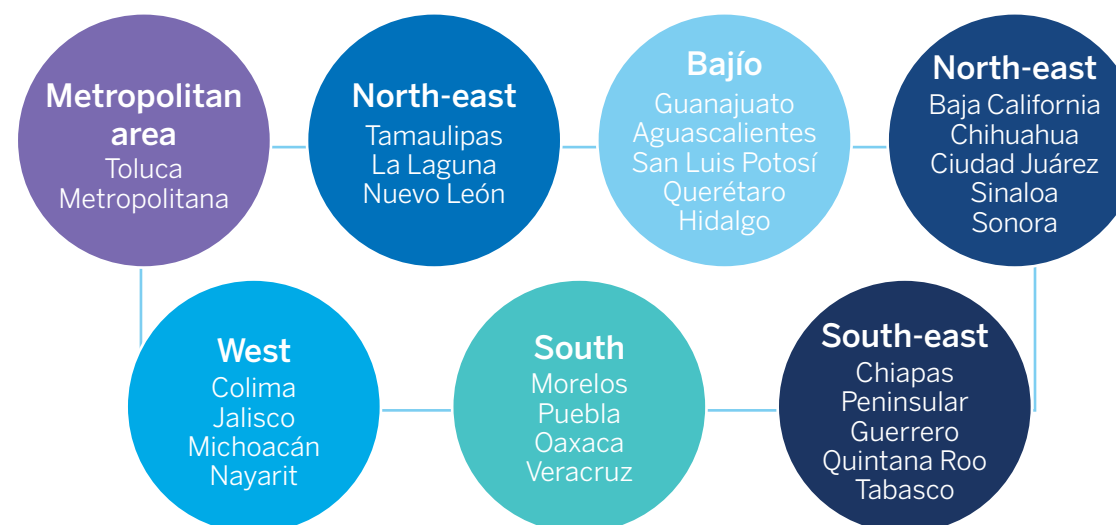 Metropolitan
area
Toluca
Metropolitana
North-east
Tamaulipas
La Laguna
Nuevo León
Bajío
Guanajuato
Aguascalientes
San Luis Potosí
Querétaro
Hidalgo
North-east
Baja California
Chihuahua
Ciudad Juárez
Sinaloa
Sonora
West
Colima
Jalisco
Michoacán
Nayarit
South
Morelos
Puebla
Oaxaca
Veracruz
South-east
Chiapas
Peninsular
Guerrero
Quintana Roo
Tabasco